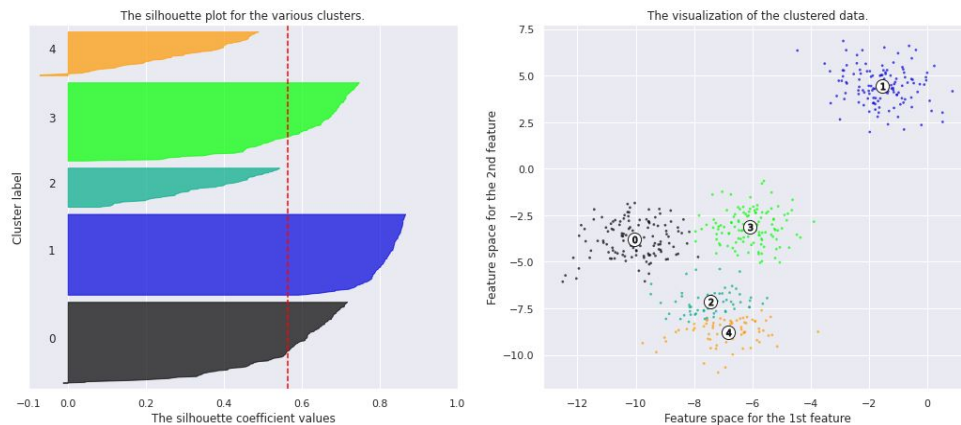 The silhouette plot for the various clusters.
4
3
2
1
0
Cluster label
−0.1 0.0 0.2 0.4 0.6 0.8 1.0
The silhouette coefficient values
The visualization of the clustered data.
7.5
5.0
2.5
0.0
−2.5
−5.0
−7.5
−10.0
Feature space for the 2nd feature
1
0
3
2
4
−12 −10 −8 −6 −4 −2 0
Feature space for the 1st feature